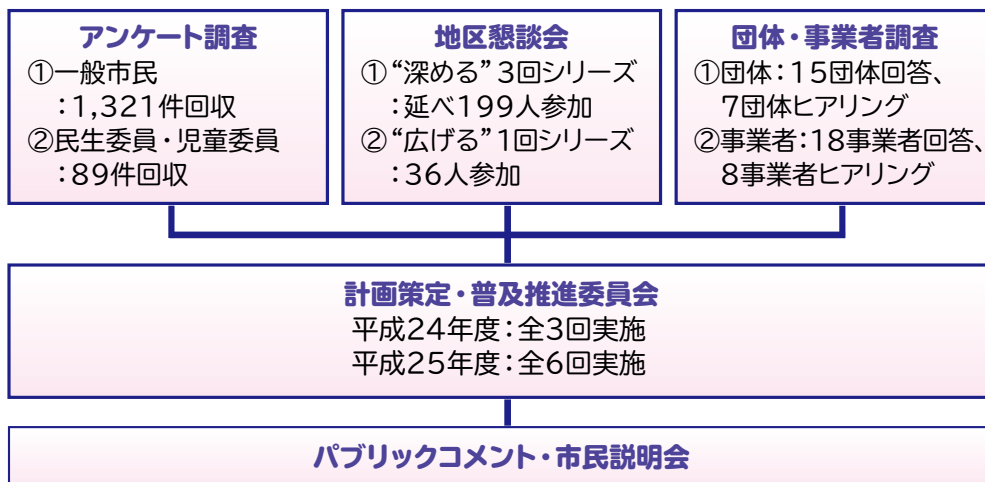 アンケート調査
①一般市民
：1,321件回収
②民生委員・児童委員
：89件回収
地区懇談会
①“深める”3回シリーズ
：延べ199人参加
②“広げる”1回シリーズ
：36人参加
団体・事業者調査
①団体：15団体回答、
7団体ヒアリング
②事業者：18事業者回答、
8事業者ヒアリング
計画策定・普及推進委員会
平成24年度：全3回実施
平成25年度：全6回実施
パブリックコメント・市民説明会